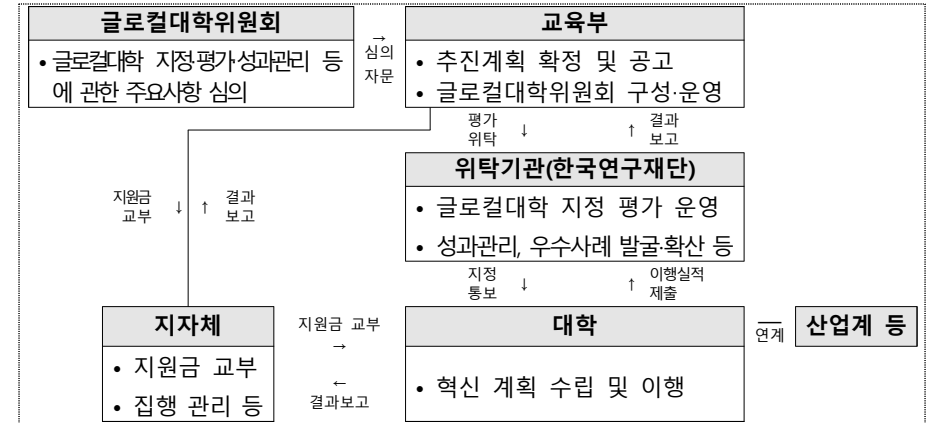 글로컬대학위원회
• 글로컬대학 지정·평가·성과관리 등
에 관한 주요사항 심의
→
심의
자문
교육부
• 추진계획 확정 및 공고
• 글로컬대학위원회 구성·운영
평가
위탁
↓
↑
결과
보고
위탁기관(한국연구재단)
• 글로컬대학 지정 평가 운영
• 성과관리, 우수사례 발굴·확산 등
지원금
교부
↓
↑
결과
보고
지정
통보
↓
↑
이행실적
제출
지자체
• 지원금 교부
• 집행 관리 등
지원금 교부
→
←
결과보고
대학
• 혁신 계획 수립 및 이행
연계
산업계 등